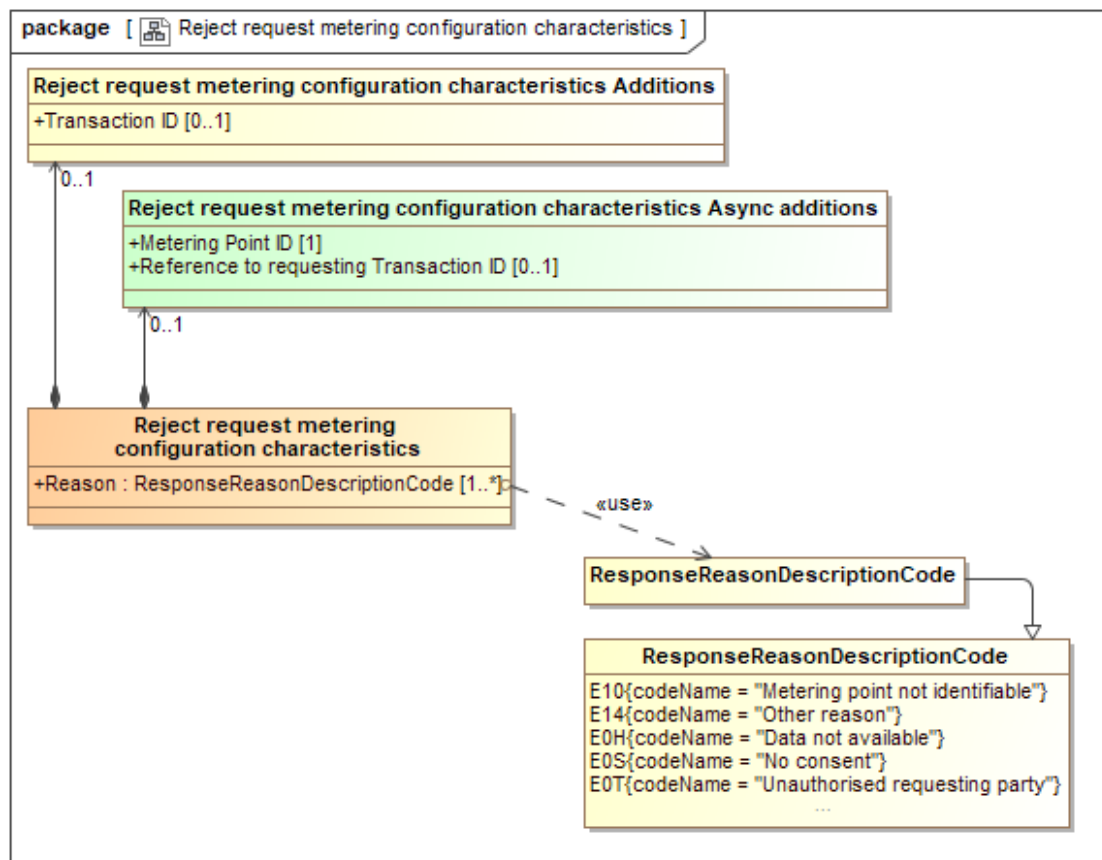 package [ Reject request metering configuration characteristics ]
Reject request metering configuration characteristics Additions
+Transaction ID [0..1]
0..1
Reject request metering configuration characteristics Async additions
+Metering Point ID [1]
+Reference to requesting Transaction ID [0..1]
0..1
Reject request metering
configuration characteristics
+Reason : ResponseReasonDescriptionCode [1..*]
«use»
ResponseReasonDescriptionCode
ResponseReasonDescriptionCode
E10{codeName = "Metering point not identifiable"}
E14{codeName = "Other reason"}
E0H{codeName = "Data not available"}
E0S{codeName = "No consent"}
E0T{codeName = "Unauthorised requesting party"}
...